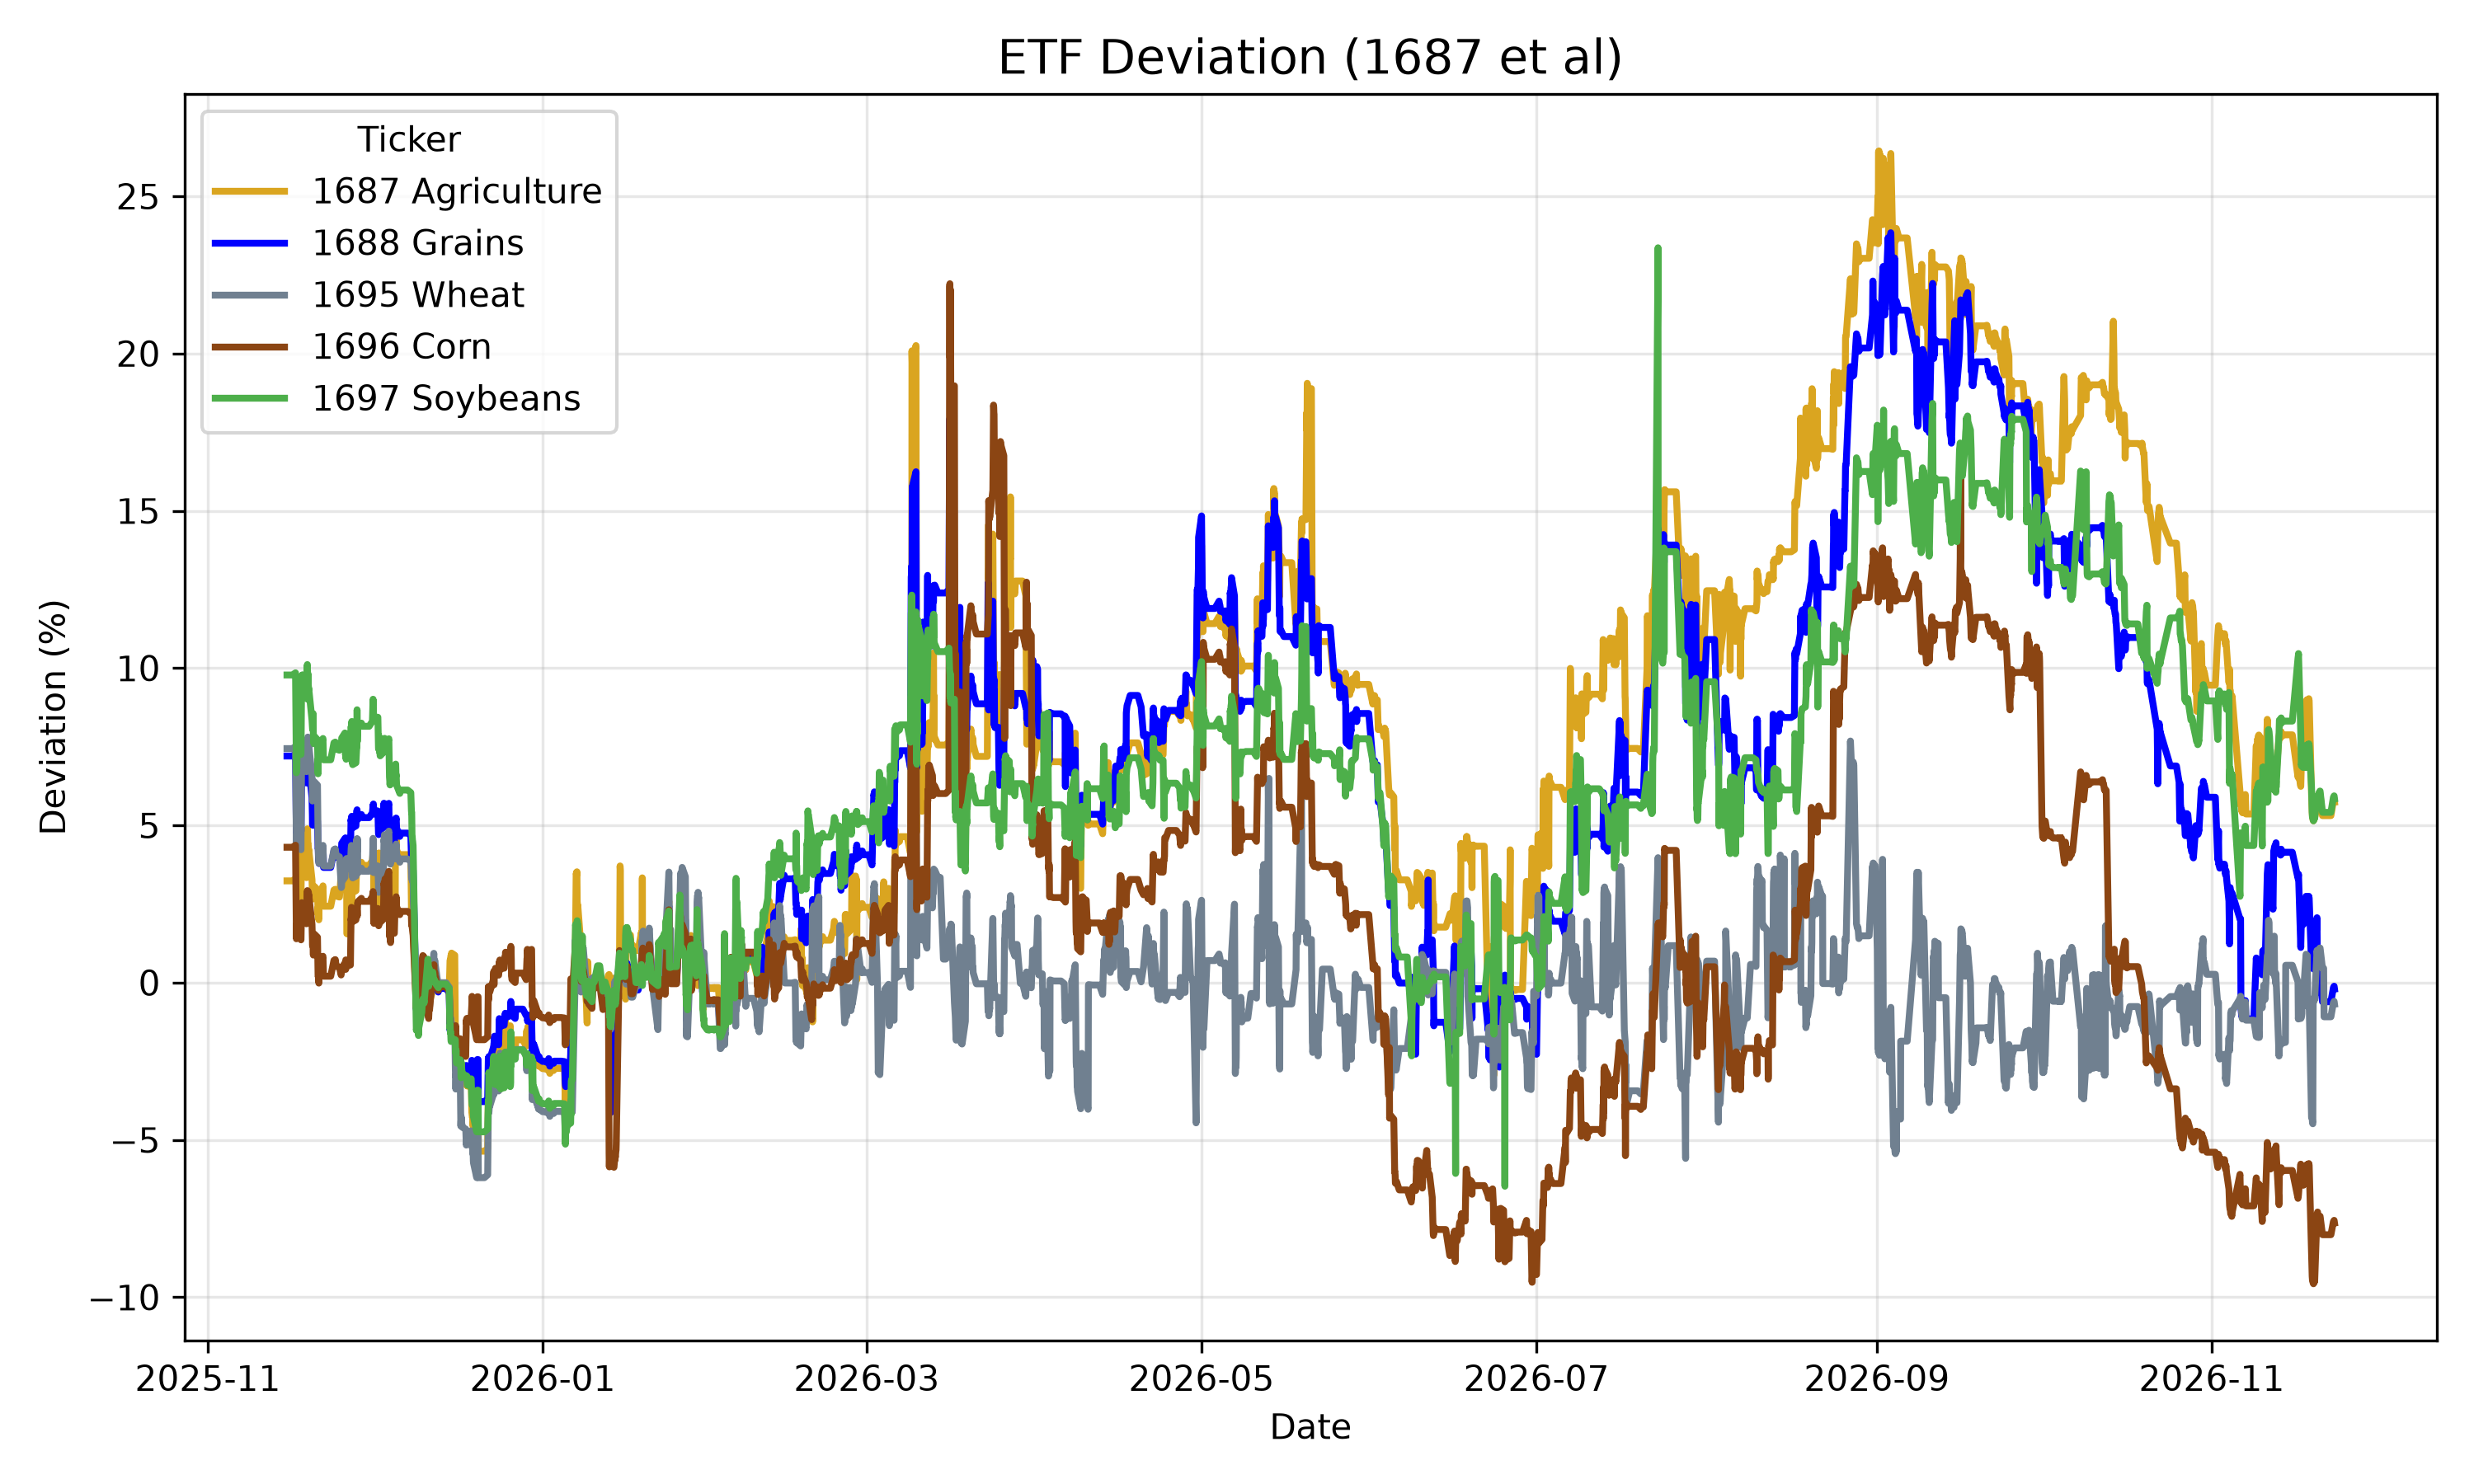 ETF Deviation (1687 et al)
Ticker
1687 Agriculture
1688 Grains
1695 Wheat
1696 Corn
1697 Soybeans
Deviation (%)
25
20
15
10
5
0
−5
−10
2025-11 2026-01 2026-03 2026-05 2026-07 2026-09 2026-11
Date